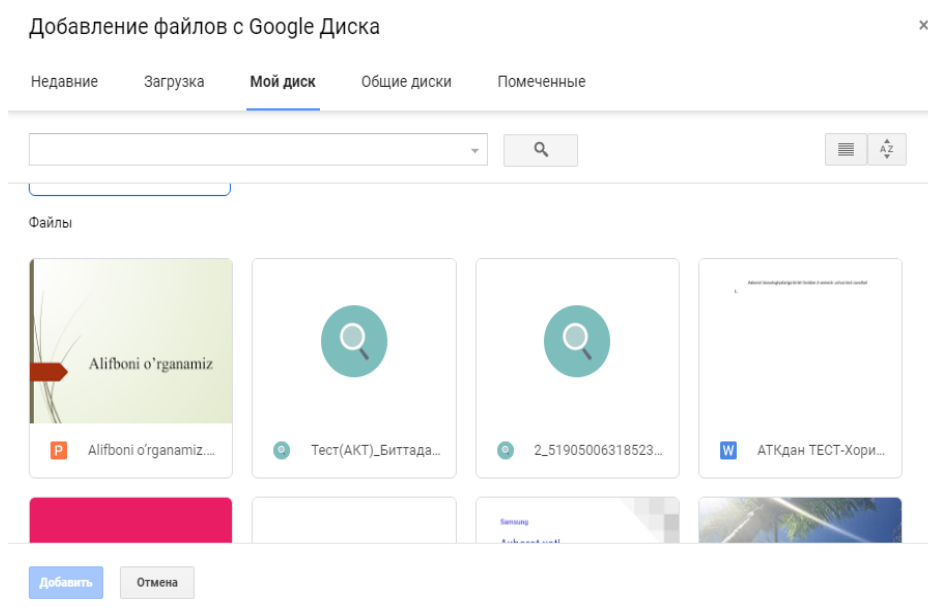 Добавление файлов с Google Диска
Недавние Загрузка Мой диск Общие диски Помеченные
A Z
Файлы
Alifboni o’rganamiz
P Alifboni o’rganamiz....
Тест(АКТ)_Биттада...
2_51905006318523...
W АТКдан ТЕСТ-Хори...
Samsung
Добавить Отмена